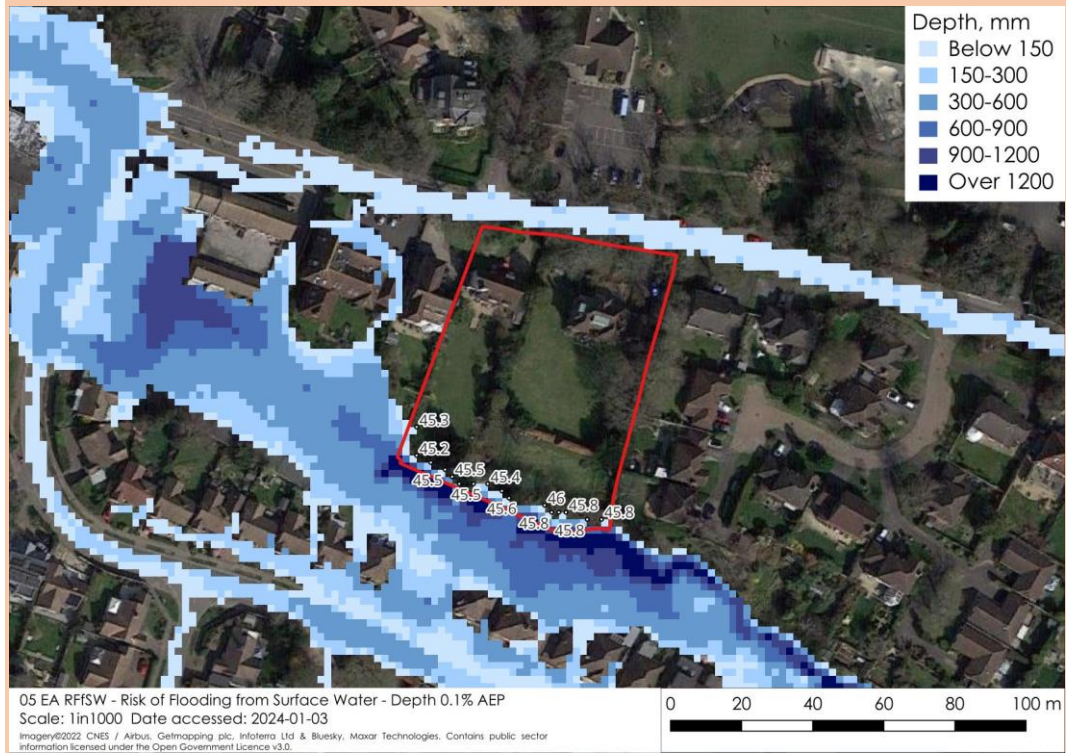 Depth, mm
Below 150
150-300
300-600
600-900
900-1200
Over 1200
45.3
45.2
45.5
45.5
45.5
45.4
45.6
46
45.8
45.8
45.8
45.8
05 EA RFfSW - Risk of Flooding from Surface Water - Depth 0.1% AEP
Scale: 1in1000 Date accessed: 2024-01-03
Imagery©2022 CNES / Airbus, Getmapping plc, Infoterra Ltd & Bluesky, Maxar Technologies. Contains public sector
information licensed under the Open Government Licence v3.0.
0 20 40 60 80 100 m